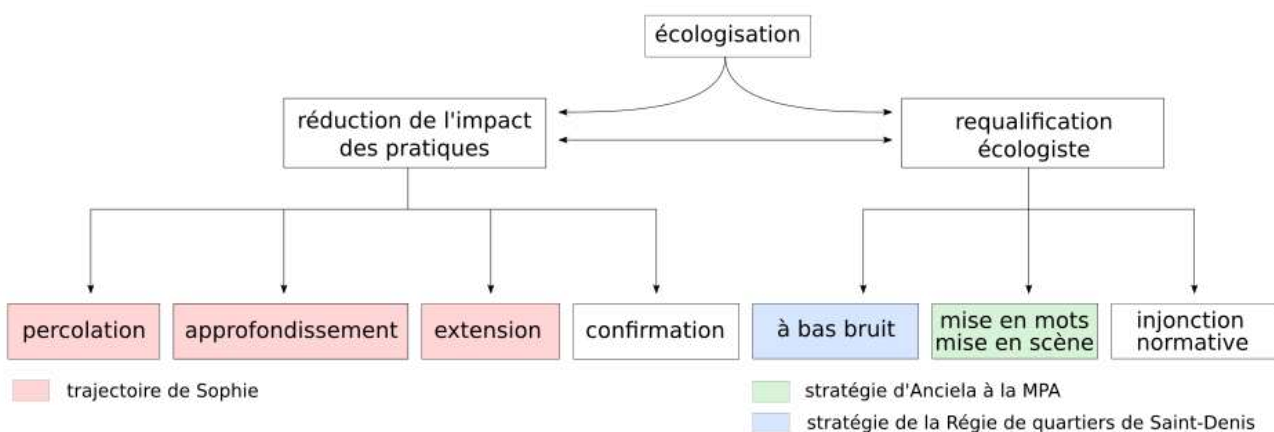 écologisation
réduction de l'impact
des pratiques
requalification
écologiste
percolation
approfondissement
extension
confirmation
à bas bruit
mise en mots
mise en scène
injonction
normative
trajectoire de Sophie
stratégie d'Anciela à la MPA
stratégie de la Régie de quartiers de Saint-Denis